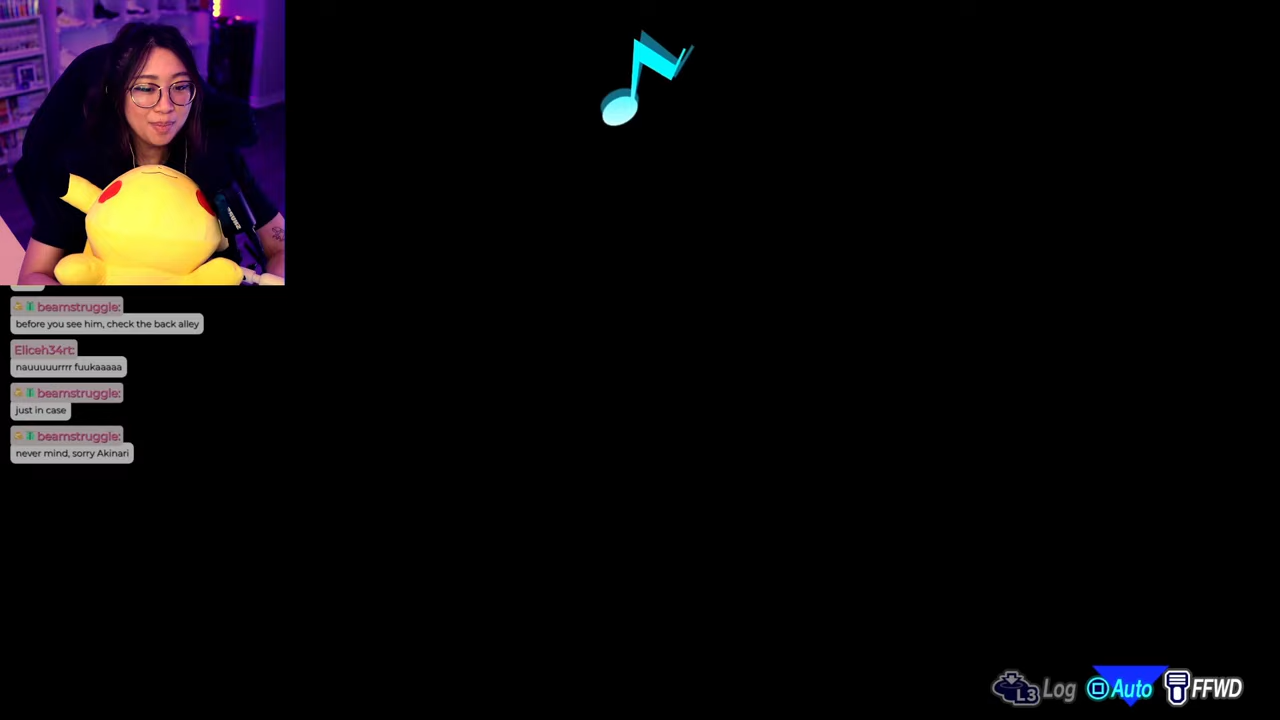 beamstruggle:
before you see him, check the back alley
Eliceh34rt:
nauuuuurrrr fuukaaaaa
beamstruggle:
just in case
beamstruggle:
never mind, sorry Akinari
L3 Log Auto FFWD